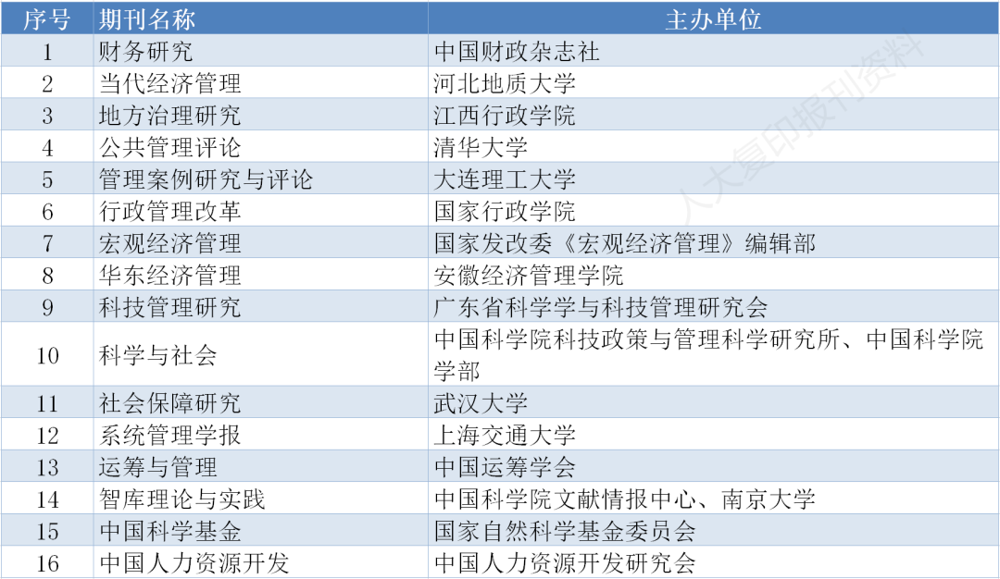 序号 期刊名称 主办单位
1 财务研究 中国财政杂志社
2 当代经济管理 河北地质大学
3 地方治理研究 江西行政学院
4 公共管理评论 清华大学
5 管理案例研究与评论 大连理工大学
6 行政管理改革 国家行政学院
7 宏观经济管理 国家发改委《宏观经济管理》编辑部
8 华东经济管理 安徽经济管理学院
9 科技管理研究 广东省科学学与科技管理研究会
10 科学与社会 中国科学院科技政策与管理科学研究所、中国科学院
学部
11 社会保障研究 武汉大学
12 系统管理学报 上海交通大学
13 运筹与管理 中国运筹学会
14 智库理论与实践 中国科学院文献情报中心、南京大学
15 中国科学基金 国家自然科学基金委员会
16 中国人力资源开发 中国人力资源开发研究会
人大复印报刊资料